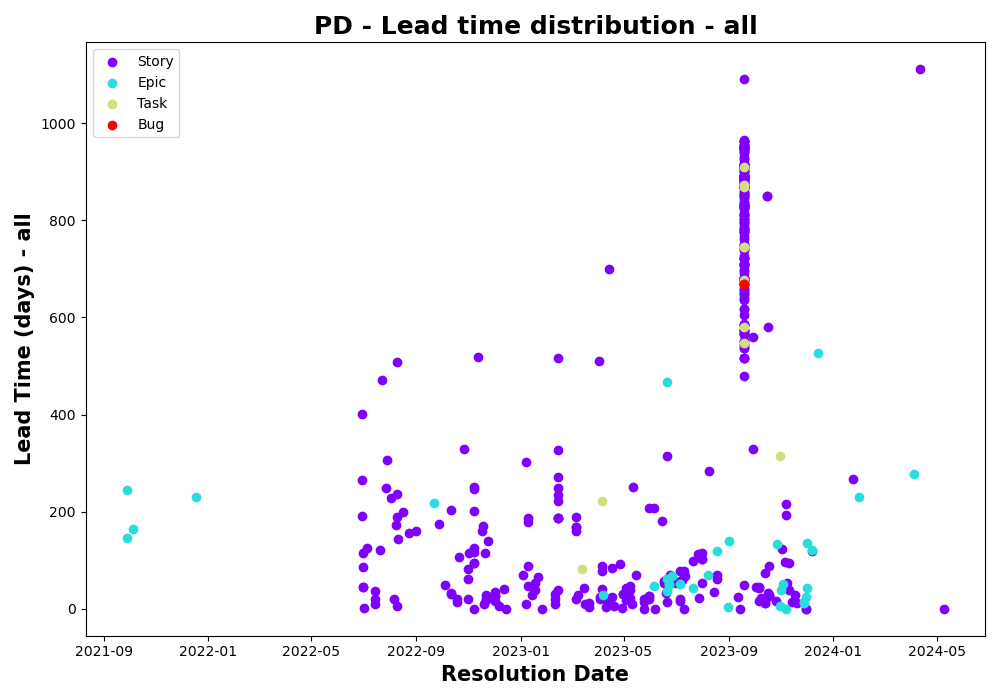 PD - Lead time distribution - all
Story
Epic
Task
Bug
Lead Time (days) - all
1000
800
600
400
200
0
2021-09 2022-01 2022-05 2022-09 2023-01 2023-05 2023-09 2024-01 2024-05
Resolution Date